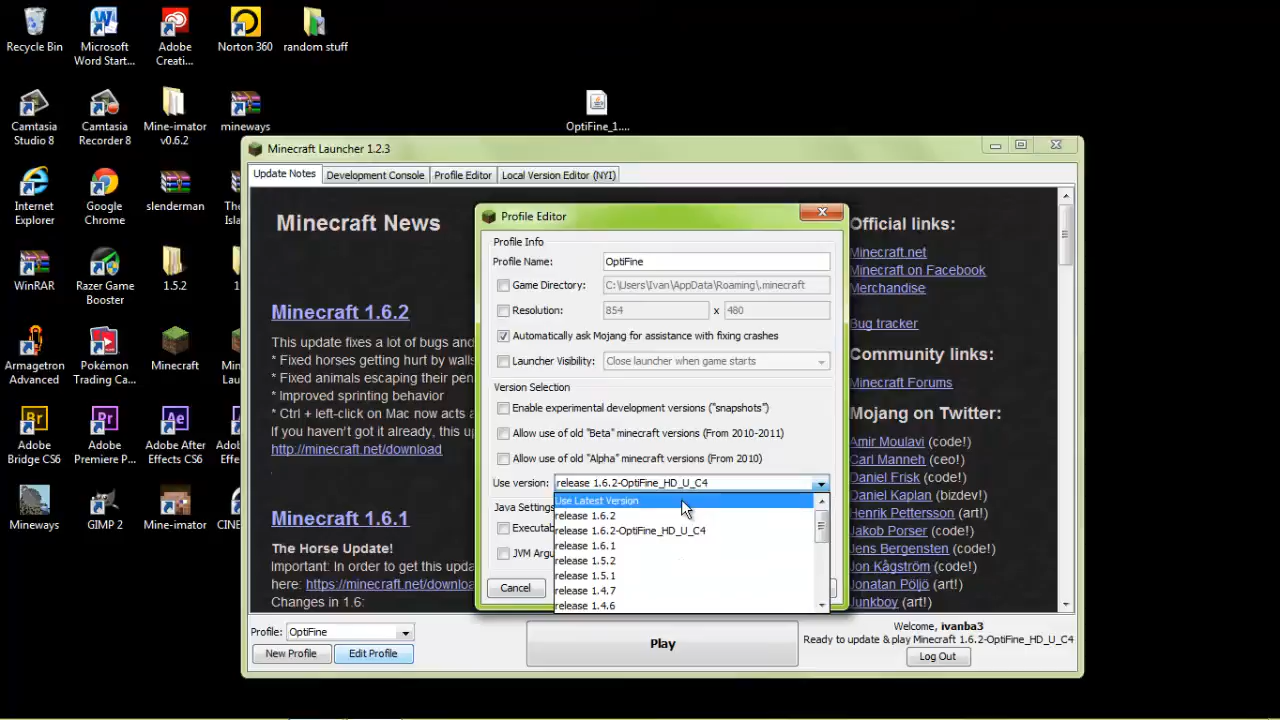 Recycle Bin
Microsoft
Word Start...
Adobe
Creati...
Norton 360
random stuff
Camtasia
Studio 8
Camtasia
Recorder 8
Mine-imator
v0.6.2
mineways
OptiFine_1....
Internet
Explorer
Google
Chrome
slenderman
The
Isla
WinRAR
Razer Game
Booster
1.5.2
1.5.1
Armagetron
Advanced
Pokémon
Trading Ca...
Minecraft
Min
Lau
Adobe
Bridge CS6
Adobe
Premiere P...
Adobe After
Effects CS6
Adob
Effec
Mineways
GIMP 2
Mine-imator
CINE
Minecraft Launcher 1.2.3
Update Notes
Development Console
Profile Editor
Local Version Editor (NYI)
Minecraft News
Minecraft 1.6.2
This update fixes a lot of bugs and
* Fixed horses getting hurt by walls
* Fixed animals escaping their pen
* Improved sprinting behavior
* Ctrl + left-click on Mac now acts a
If you haven't got it already, this up
http://minecraft.net/download
Minecraft 1.6.1
The Horse Update!
Important: In order to get this upda
here: https://minecraft.net/downloa
Changes in 1.6:
Profile Editor
Profile Info
Profile Name:
OptiFine
Game Directory:
C:\Users\Ivan\AppData\Roaming\.minecraft
Resolution:
854
x
480
Automatically ask Mojang for assistance with fixing crashes
Launcher Visibility:
Close launcher when game starts
Version Selection
Enable experimental development versions ("snapshots")
Allow use of old "Beta" minecraft versions (From 2010-2011)
Allow use of old "Alpha" minecraft versions (From 2010)
Use version:
release 1.6.2-OptiFine_HD_U_C4
Use Latest Version
release 1.6.2
release 1.6.2-OptiFine_HD_U_C4
release 1.6.1
release 1.5.2
release 1.5.1
release 1.4.7
release 1.4.6
Java Settings
Executab
JVM Argu
Cancel
Official links:
Minecraft.net
Minecraft on Facebook
Merchandise
Bug tracker
Community links:
Minecraft Forums
Mojang on Twitter:
Amir Moulavi (code!)
Carl Manneh (ceo!)
Daniel Frisk (code!)
Daniel Kaplan (bizdev!)
Henrik Pettersson (code!)
Jakob Porser (code!)
Jens Bergensten (code!)
Jon Kågström (code!)
Jonatan Pöljö (art!)
Junkboy (art!)
Profile:
OptiFine
New Profile
Edit Profile
Play
Welcome, ivanba3
Ready to update & play Minecraft 1.6.2-OptiFine_HD_U_C4
Log Out